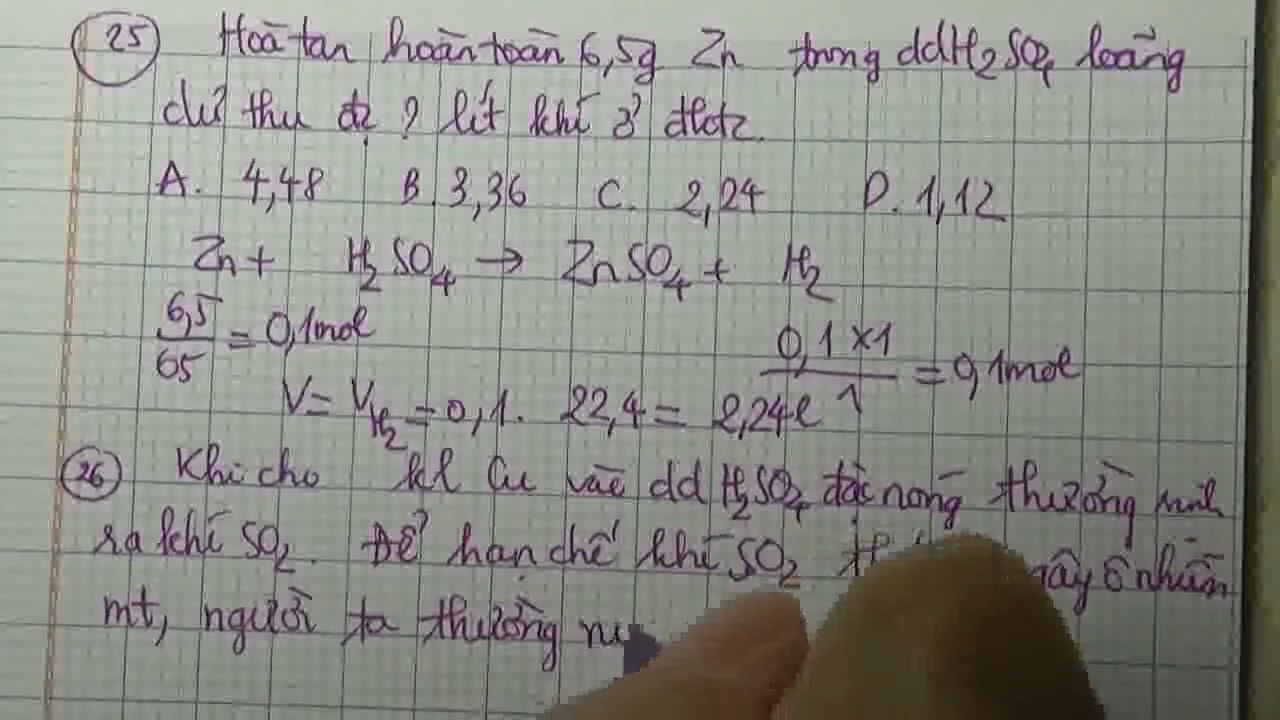 25 Hoà tan hoàn toàn 6,5g Zn trong dd H₂SO₄ loãng
dư thu đc ? lít khí ở đktc.
A. 4,48 B. 3,36 C. 2,24 D. 1,12
Zn + H₂SO₄ → ZnSO₄ + H₂
6,5/65 = 0,1mol 0,1×1/1 = 0,1mol
V = V_H₂ = 0,1. 22,4 = 2,24l
26 Khi cho kl Cu vào dd H₂SO₄ đặc nóng thường sinh
ra khí SO₂. Để hạn chế khí SO₂ gây ô nhiễm
mt, người ta thường